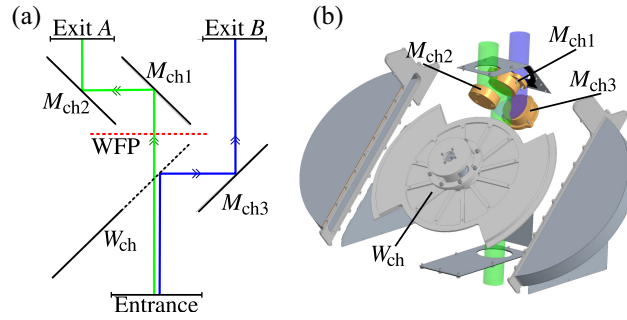 (a)
Exit A
Exit B
M_ch1
M_ch2
WFP
M_ch3
W_ch
Entrance
(b)
M_ch1
M_ch2
M_ch3
W_ch